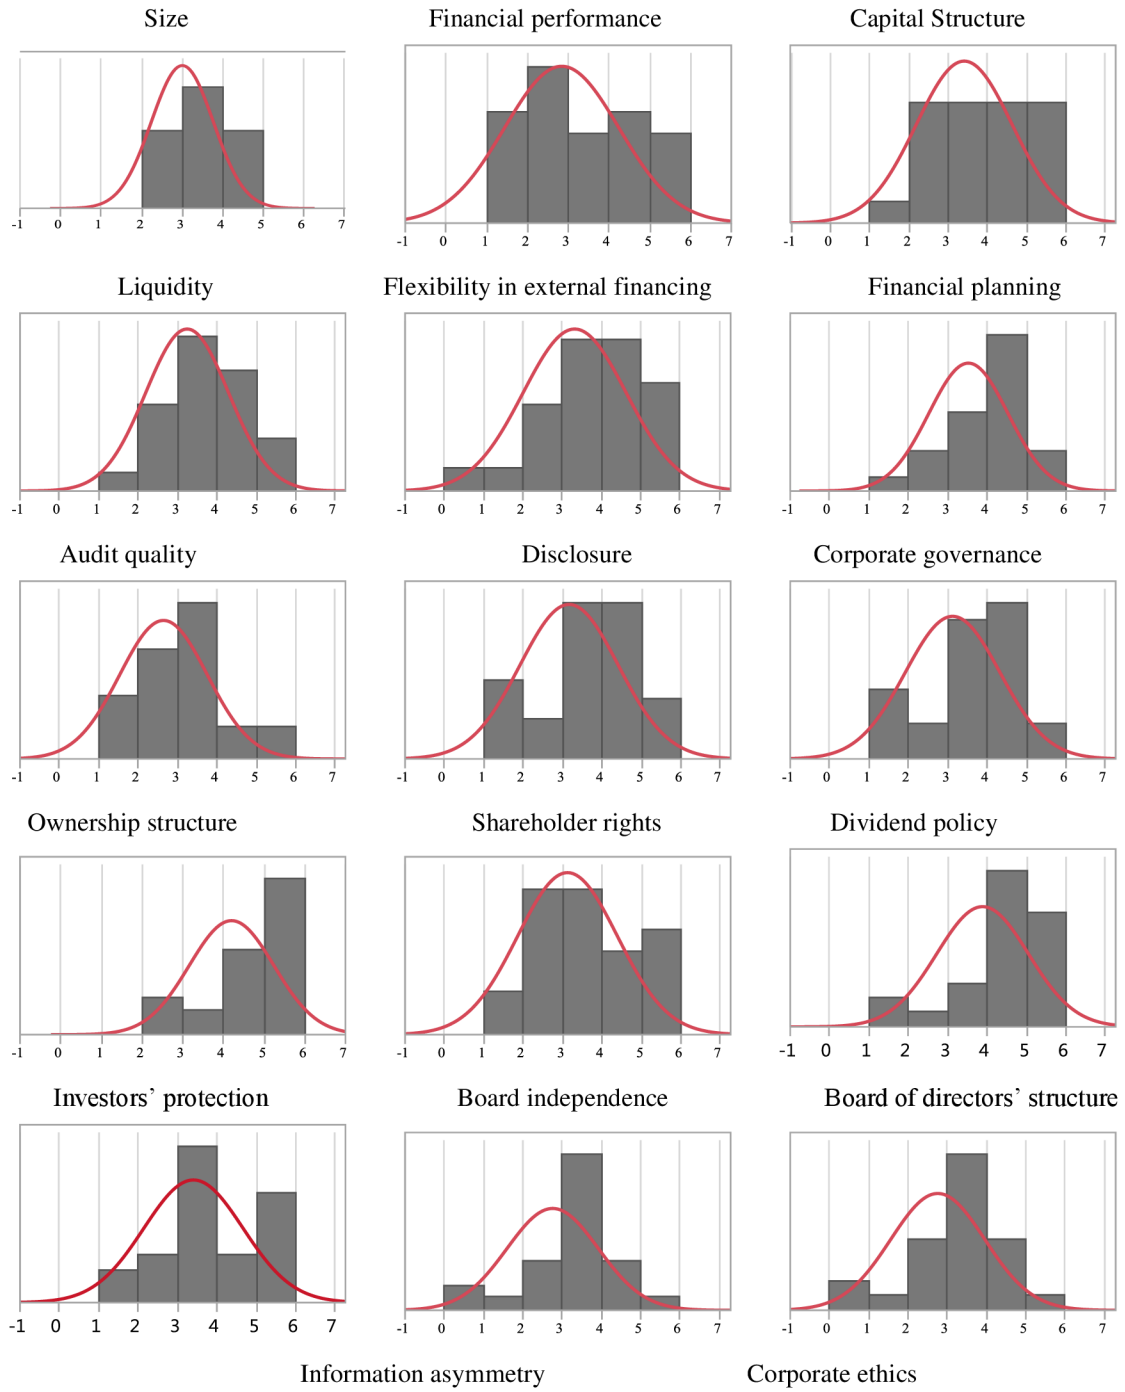 Size Financial performance Capital Structure
-1 0 1 2 3 4 5 6 7 -1 0 1 2 3 4 5 6 7 -1 0 1 2 3 4 5 6 7
Liquidity Flexibility in external financing Financial planning
-1 0 1 2 3 4 5 6 7 -1 0 1 2 3 4 5 6 7 -1 0 1 2 3 4 5 6 7
Audit quality Disclosure Corporate governance
-1 0 1 2 3 4 5 6 7 -1 0 1 2 3 4 5 6 7 -1 0 1 2 3 4 5 6 7
Ownership structure Shareholder rights Dividend policy
-1 0 1 2 3 4 5 6 7 -1 0 1 2 3 4 5 6 7 -1 0 1 2 3 4 5 6 7
Investors’ protection Board independence Board of directors’ structure
-1 0 1 2 3 4 5 6 7 -1 0 1 2 3 4 5 6 7 -1 0 1 2 3 4 5 6 7
Information asymmetry Corporate ethics